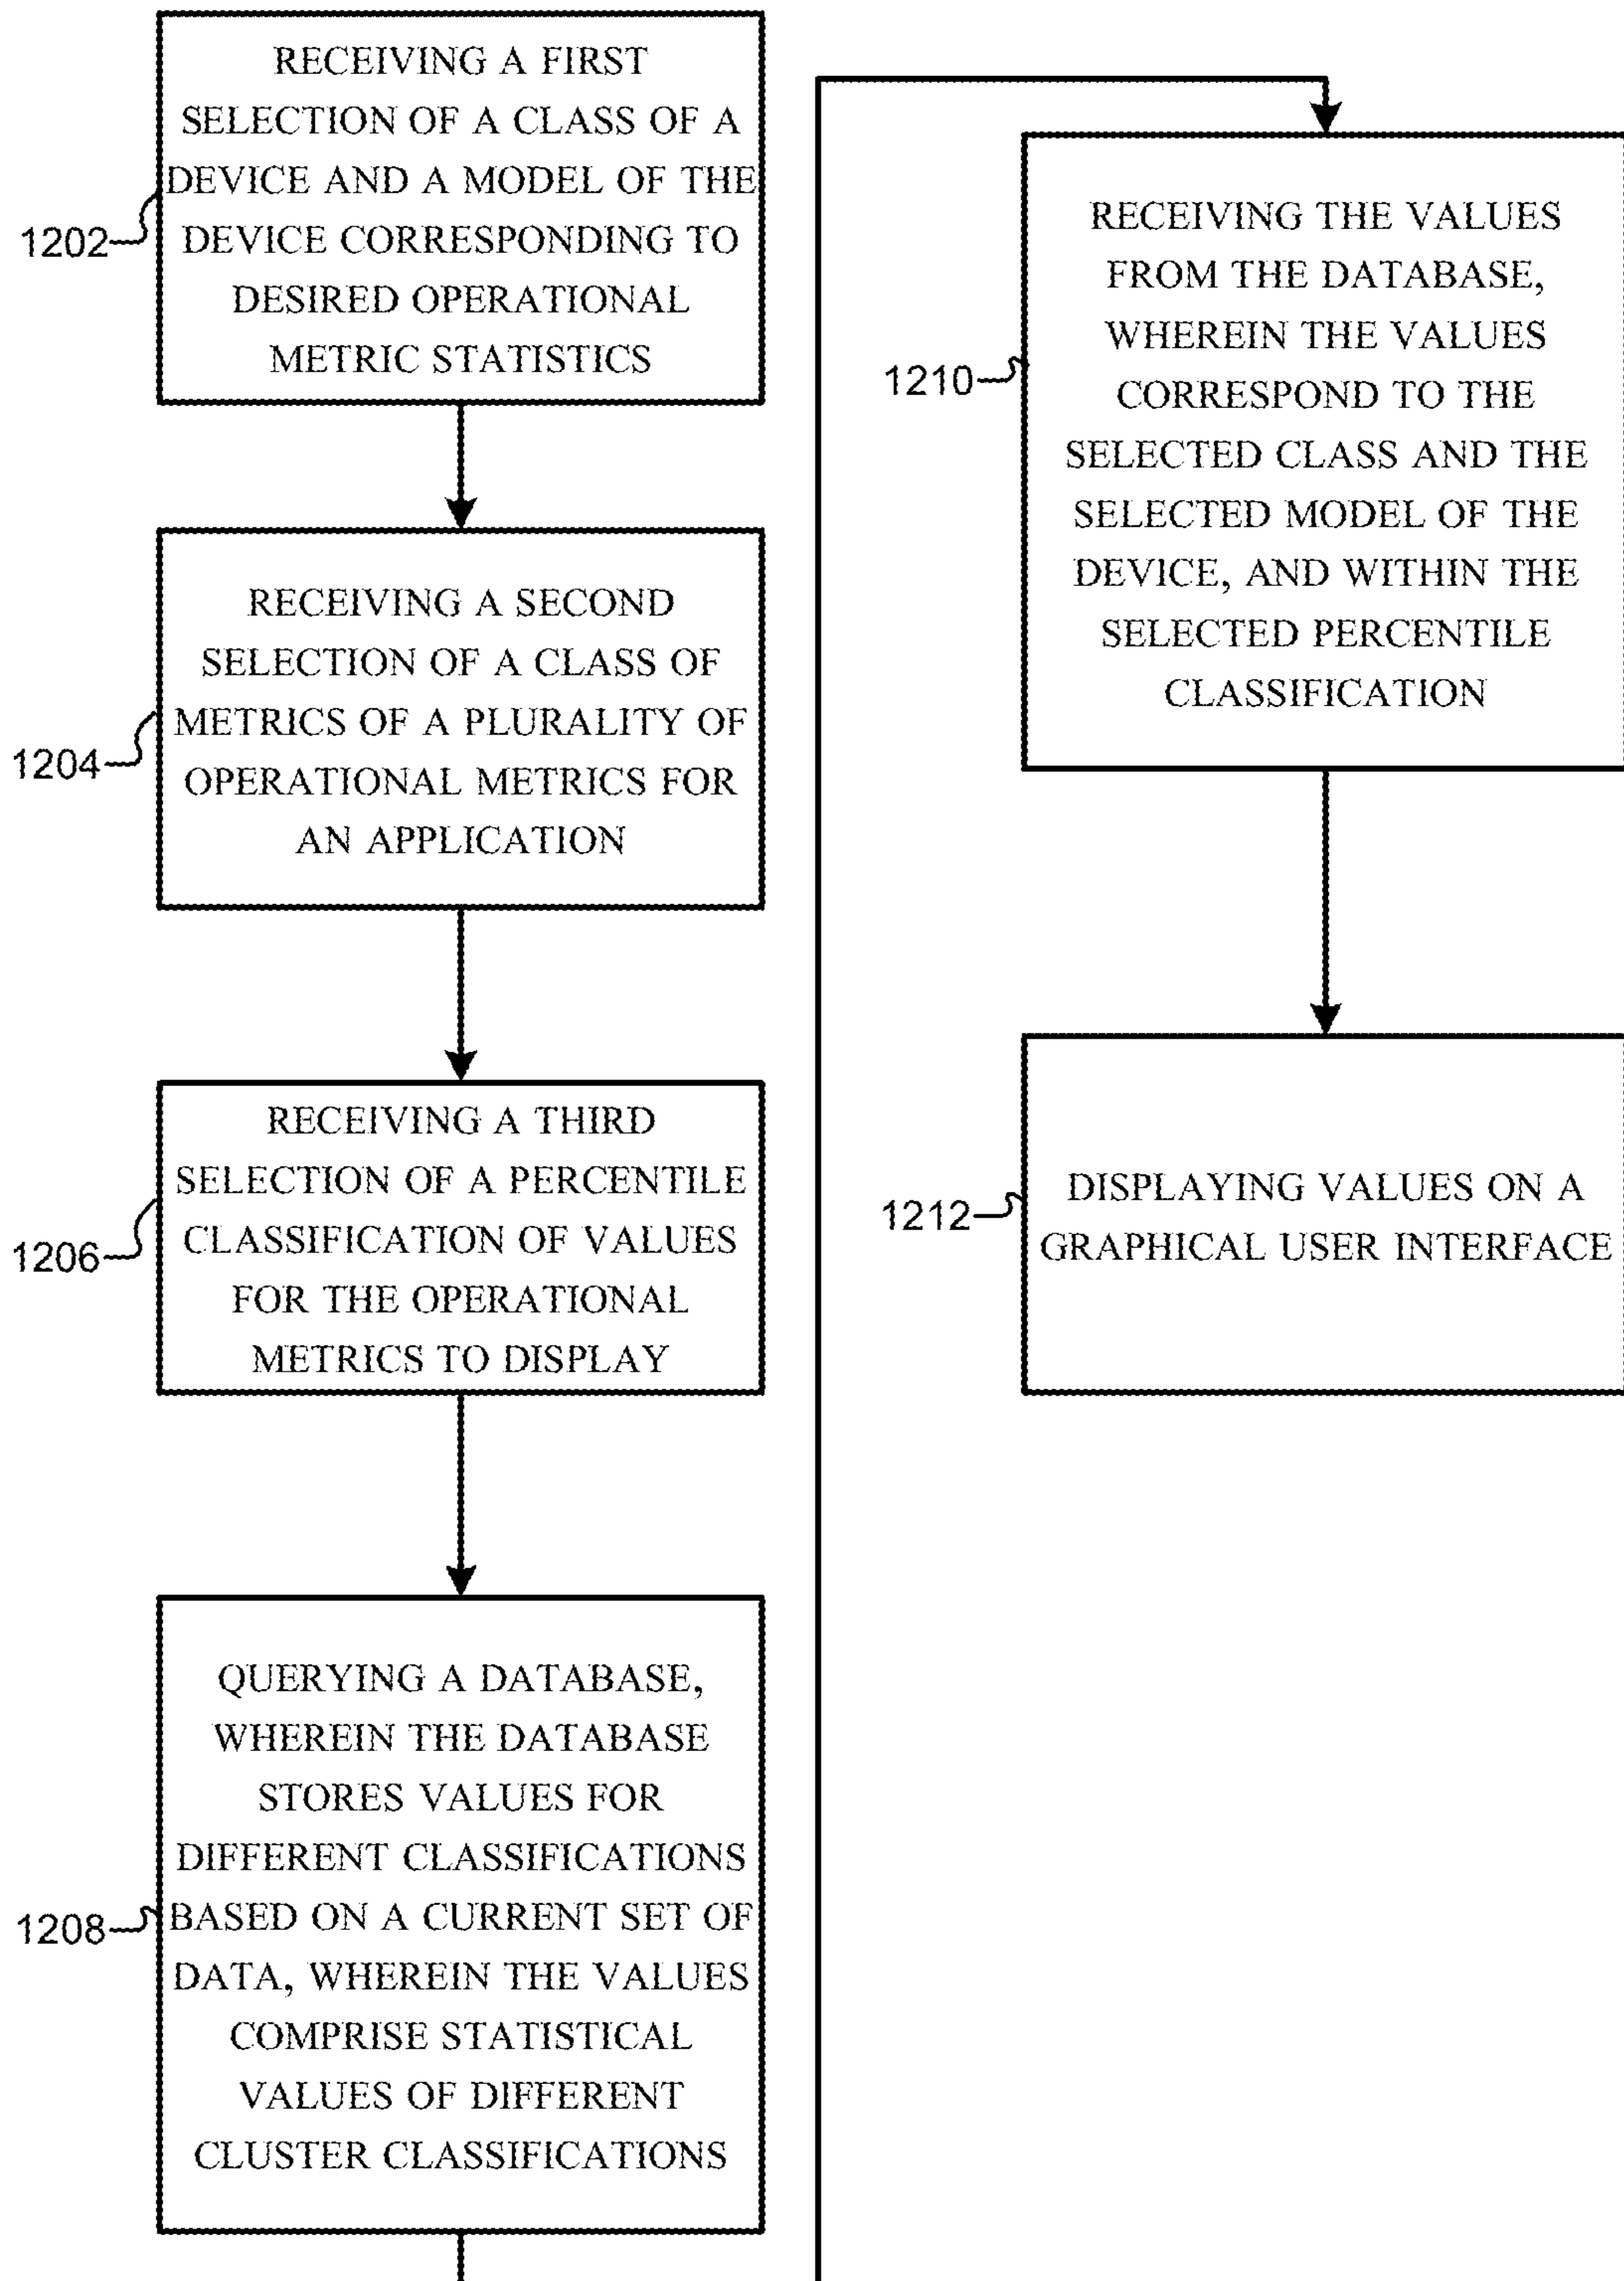 RECEIVING A FIRST
SELECTION OF A CLASS OF A
DEVICE AND A MODEL OF THE
DEVICE CORRESPONDING TO
DESIRED OPERATIONAL
METRIC STATISTICS
1202
RECEIVING A SECOND
SELECTION OF A CLASS OF
METRICS OF A PLURALITY OF
OPERATIONAL METRICS FOR
AN APPLICATION
1204
RECEIVING A THIRD
SELECTION OF A PERCENTILE
CLASSIFICATION OF VALUES
FOR THE OPERATIONAL
METRICS TO DISPLAY
1206
QUERYING A DATABASE,
WHEREIN THE DATABASE
STORES VALUES FOR
DIFFERENT CLASSIFICATIONS
BASED ON A CURRENT SET OF
DATA, WHEREIN THE VALUES
COMPRISE STATISTICAL
VALUES OF DIFFERENT
CLUSTER CLASSIFICATIONS
1208
RECEIVING THE VALUES
FROM THE DATABASE,
WHEREIN THE VALUES
CORRESPOND TO THE
SELECTED CLASS AND THE
SELECTED MODEL OF THE
DEVICE, AND WITHIN THE
SELECTED PERCENTILE
CLASSIFICATION
1210
DISPLAYING VALUES ON A
GRAPHICAL USER INTERFACE
1212